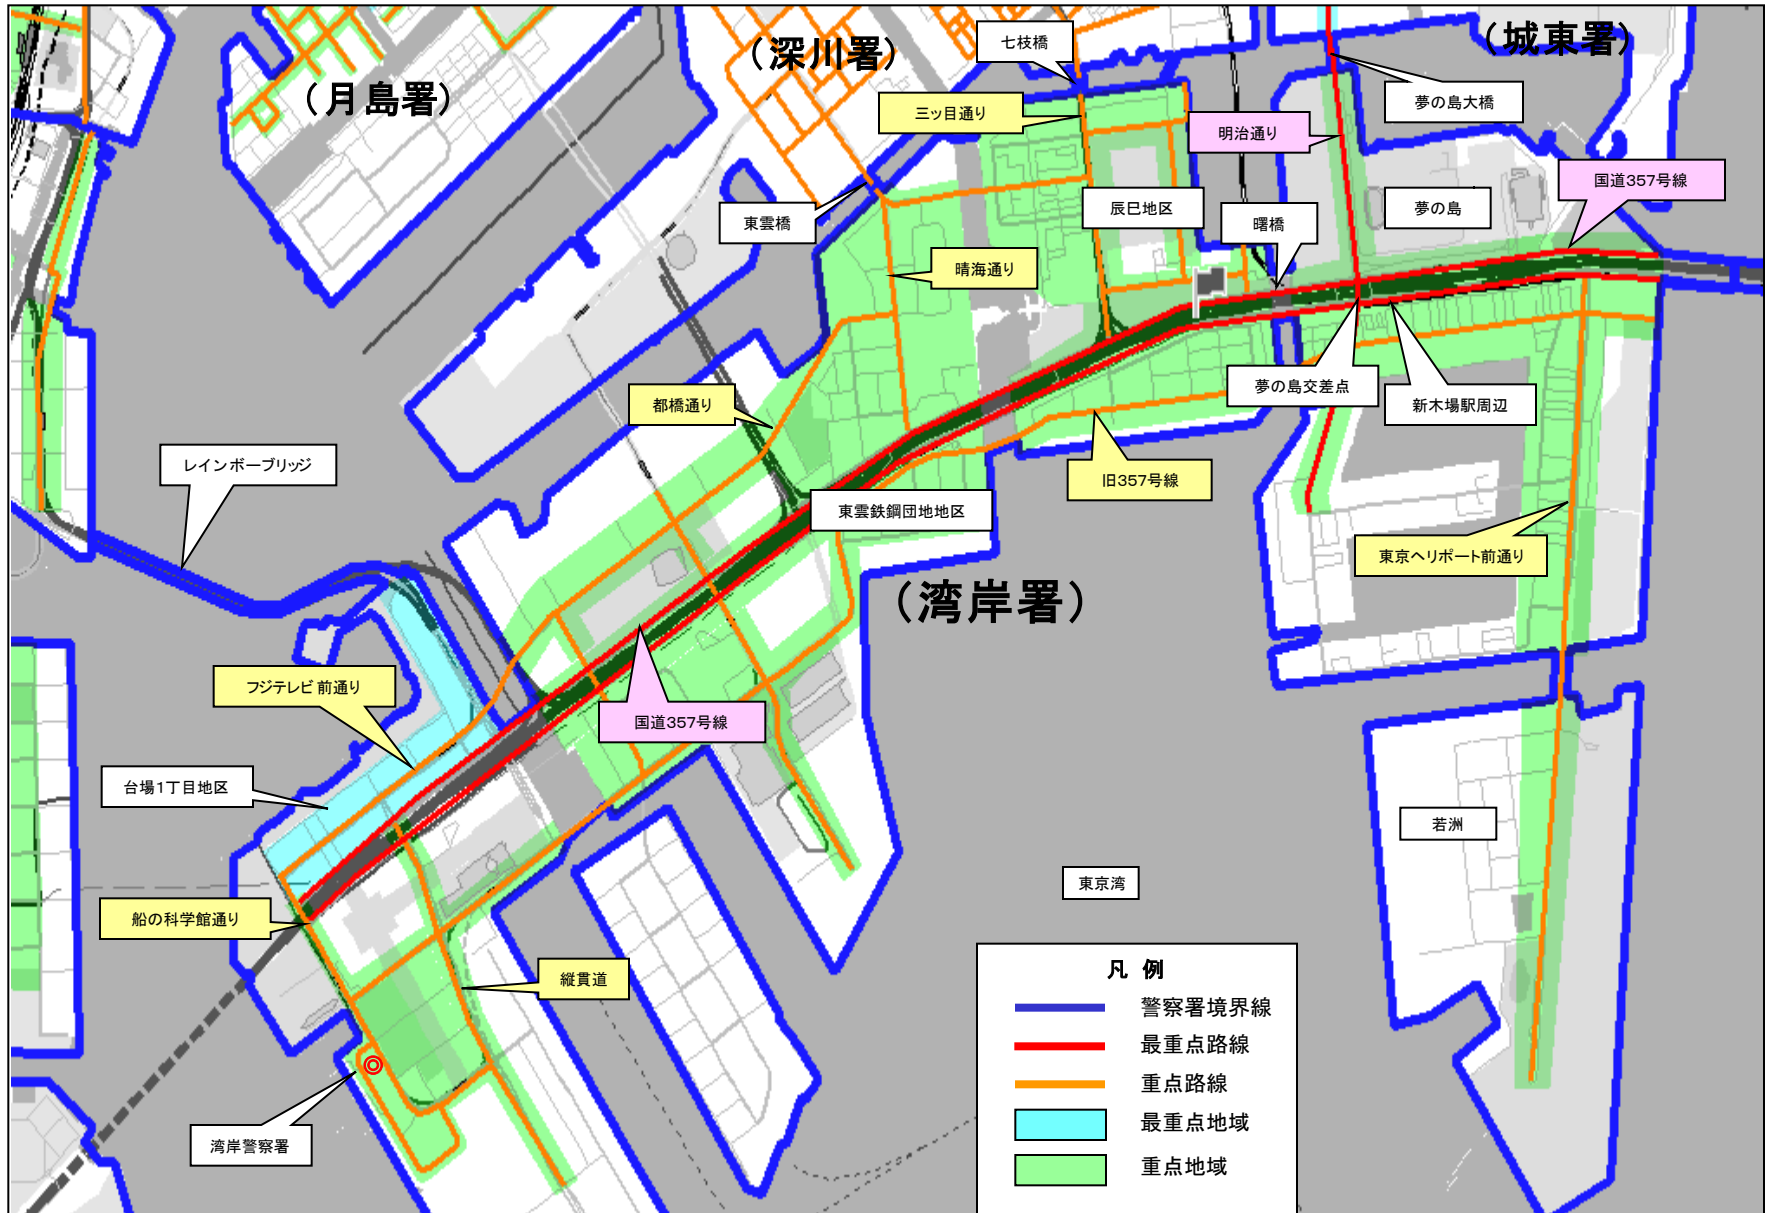 (月島署)
(深川署)
(城東署)
七枝橋
三ッ目通り
明治通り
夢の島大橋
国道357号線
東雲橋
辰巳地区
曙橋
夢の島
晴海通り
都橋通り
夢の島交差点
新木場駅周辺
旧357号線
レインボーブリッジ
東雲鉄鋼団地地区
東京ヘリポート前通り
(湾岸署)
フジテレビ前通り
国道357号線
台場1丁目地区
若洲
東京湾
船の科学館通り
縦貫道
湾岸警察署
凡 例
警察署境界線
最重点路線
重点路線
最重点地域
重点地域